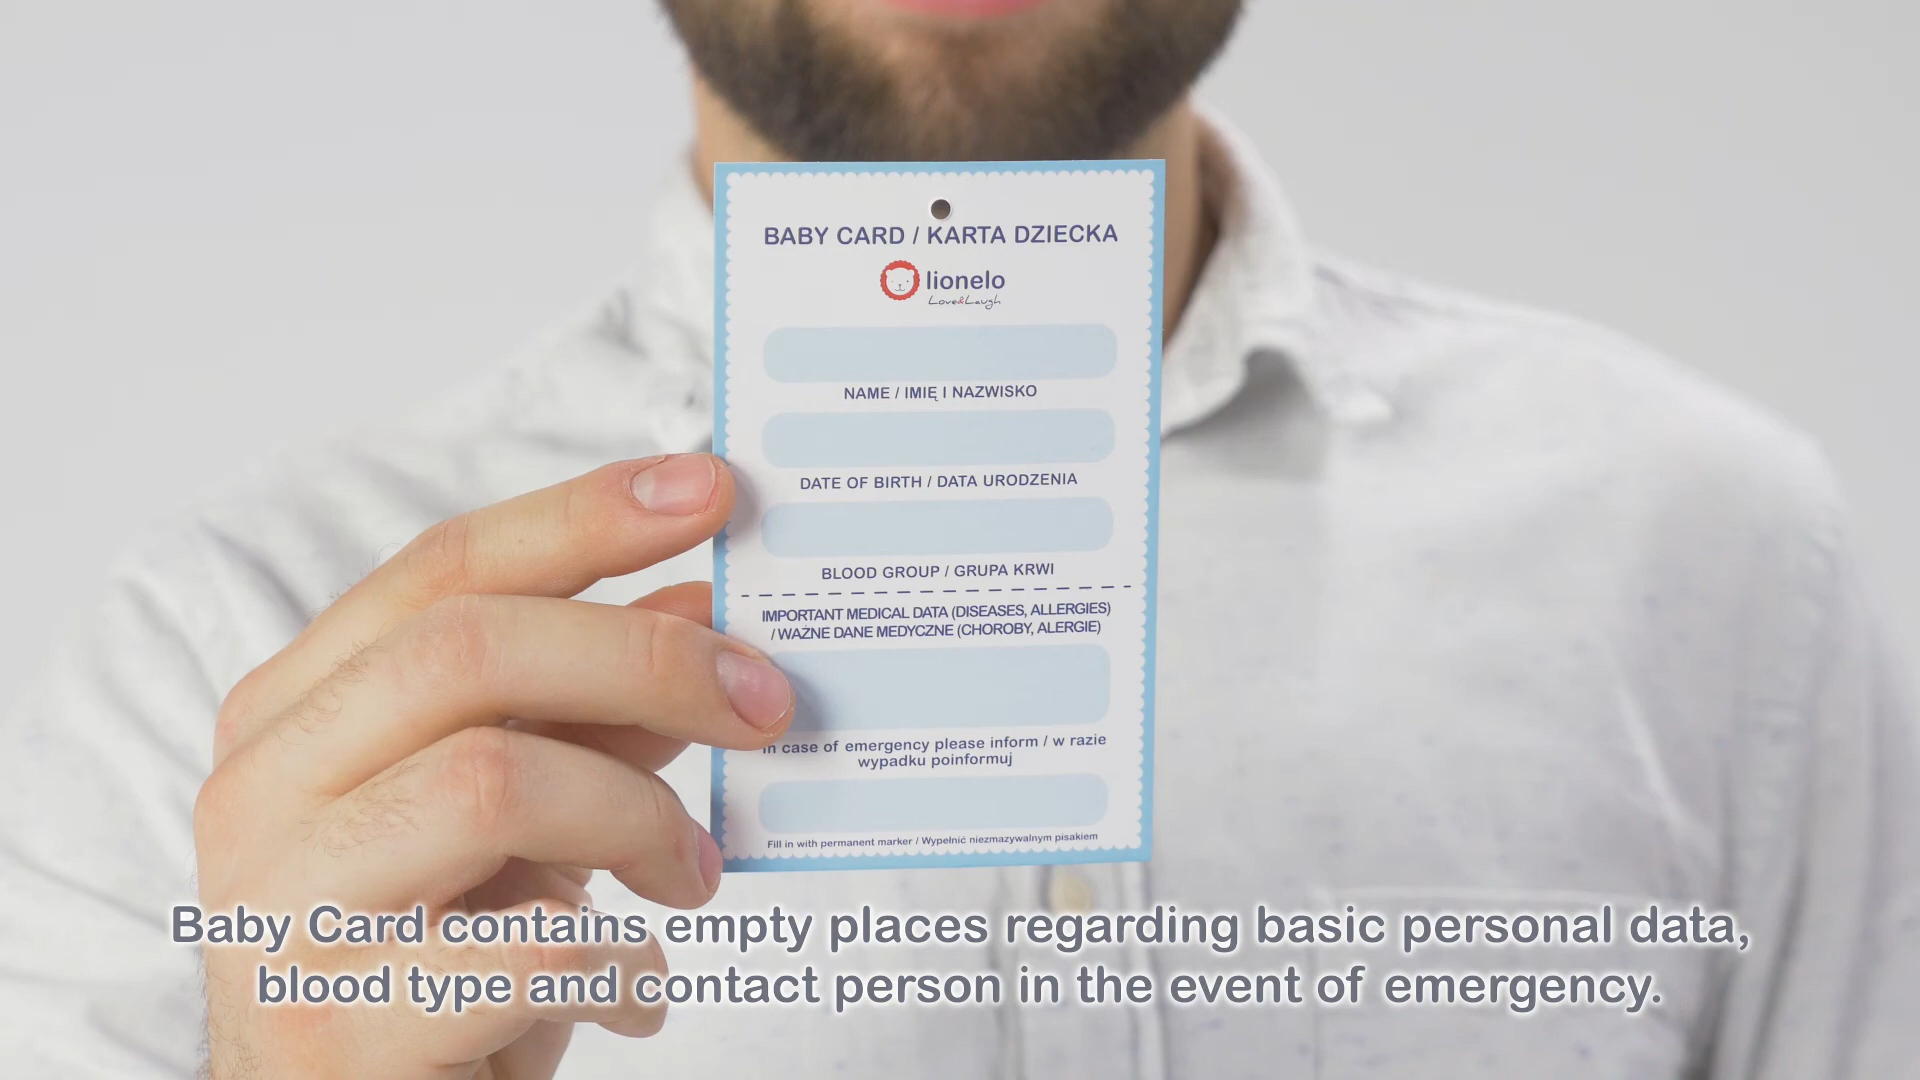 BABY CARD / KARTA DZIECKA
lionelo
Love&Laugh
NAME / IMIĘ I NAZWISKO
DATE OF BIRTH / DATA URODZENIA
BLOOD GROUP / GRUPA KRWI
IMPORTANT MEDICAL DATA (DISEASES, ALLERGIES)
/ WAŻNE DANE MEDYCZNE (CHOROBY, ALERGIE)
In case of emergency please inform / w razie
wypadku poinformuj
Fill in with permanent marker / Wypełnić niezmazywalnym pisakiem
Baby Card contains empty places regarding basic personal data,
blood type and contact person in the event of emergency.